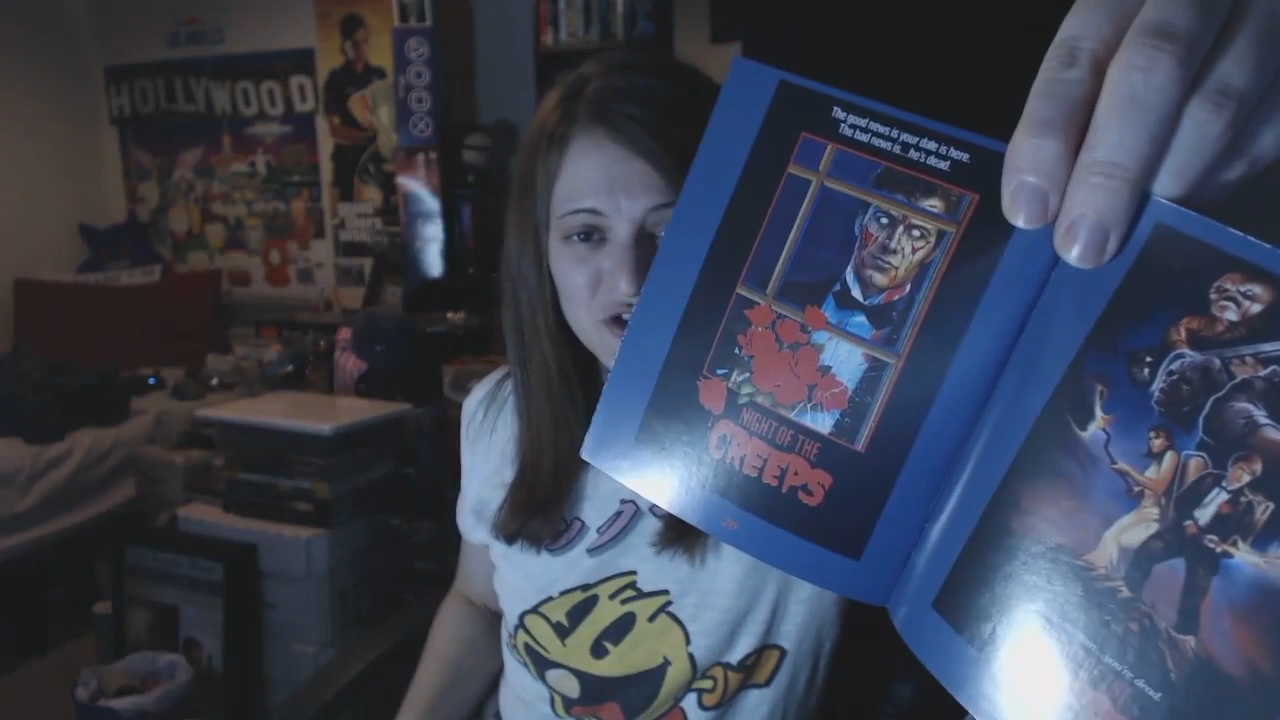 HOLLYWOOD
The good news is your date is here.
The bad news is...he's dead.
NIGHT OF THE
CREEPS
26
you're dead.